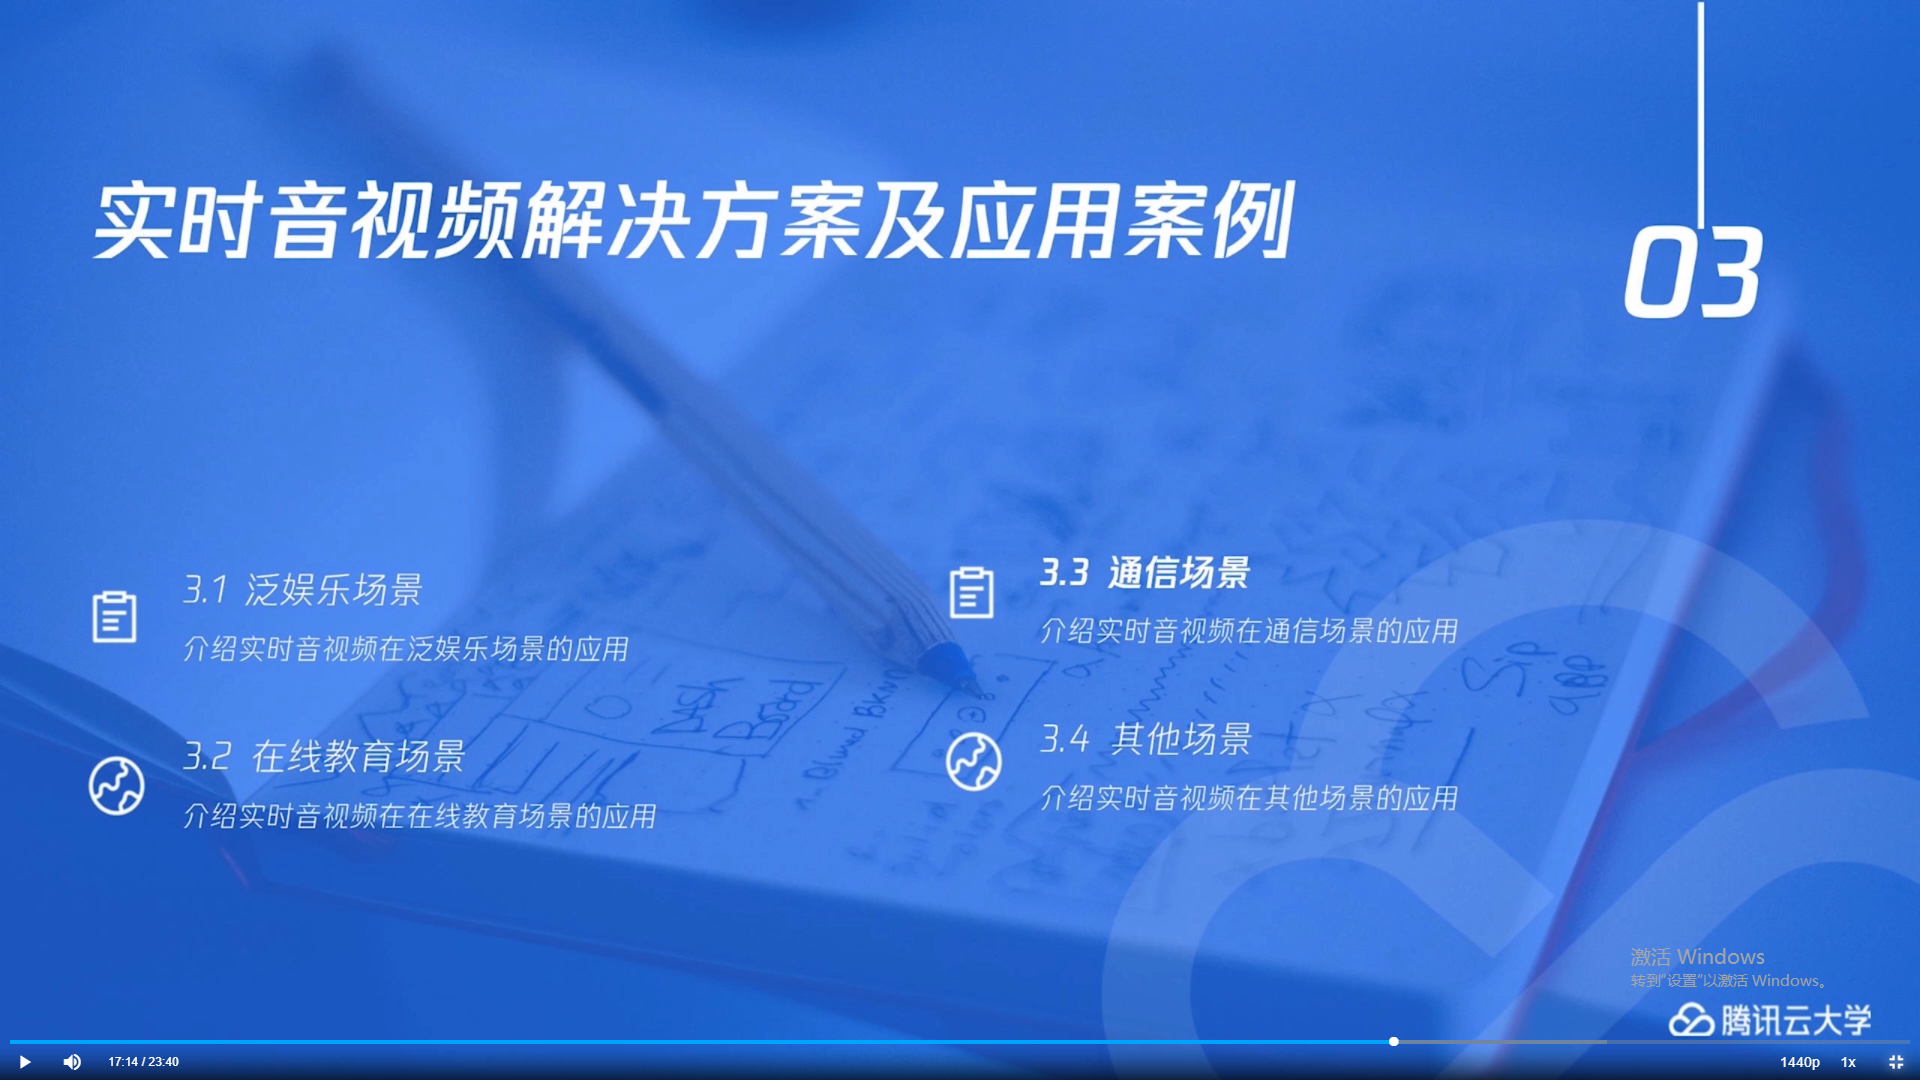 实时音视频解决方案及应用案例
03
3.1 泛娱乐场景
介绍实时音视频在泛娱乐场景的应用
3.2 在线教育场景
介绍实时音视频在在线教育场景的应用
3.3 通信场景
介绍实时音视频在通信场景的应用
3.4 其他场景
介绍实时音视频在其他场景的应用
Board
Sip
app
激活 Windows
转到“设置”以激活 Windows。
腾讯云大学
17:14 / 23:40
1440p
1x